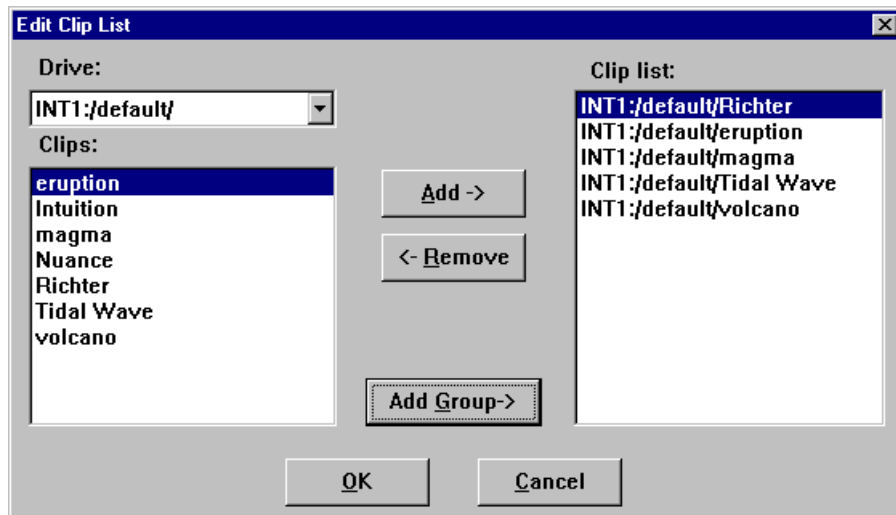 Edit Clip List
Drive:
INT1:/default/
Clips:
eruption
Intuition
magma
Nuance
Richter
Tidal Wave
volcano
Add ->
<- Remove
Add Group->
Clip list:
INT1:/default/Richter
INT1:/default/eruption
INT1:/default/magma
INT1:/default/Tidal Wave
INT1:/default/volcano
OK
Cancel